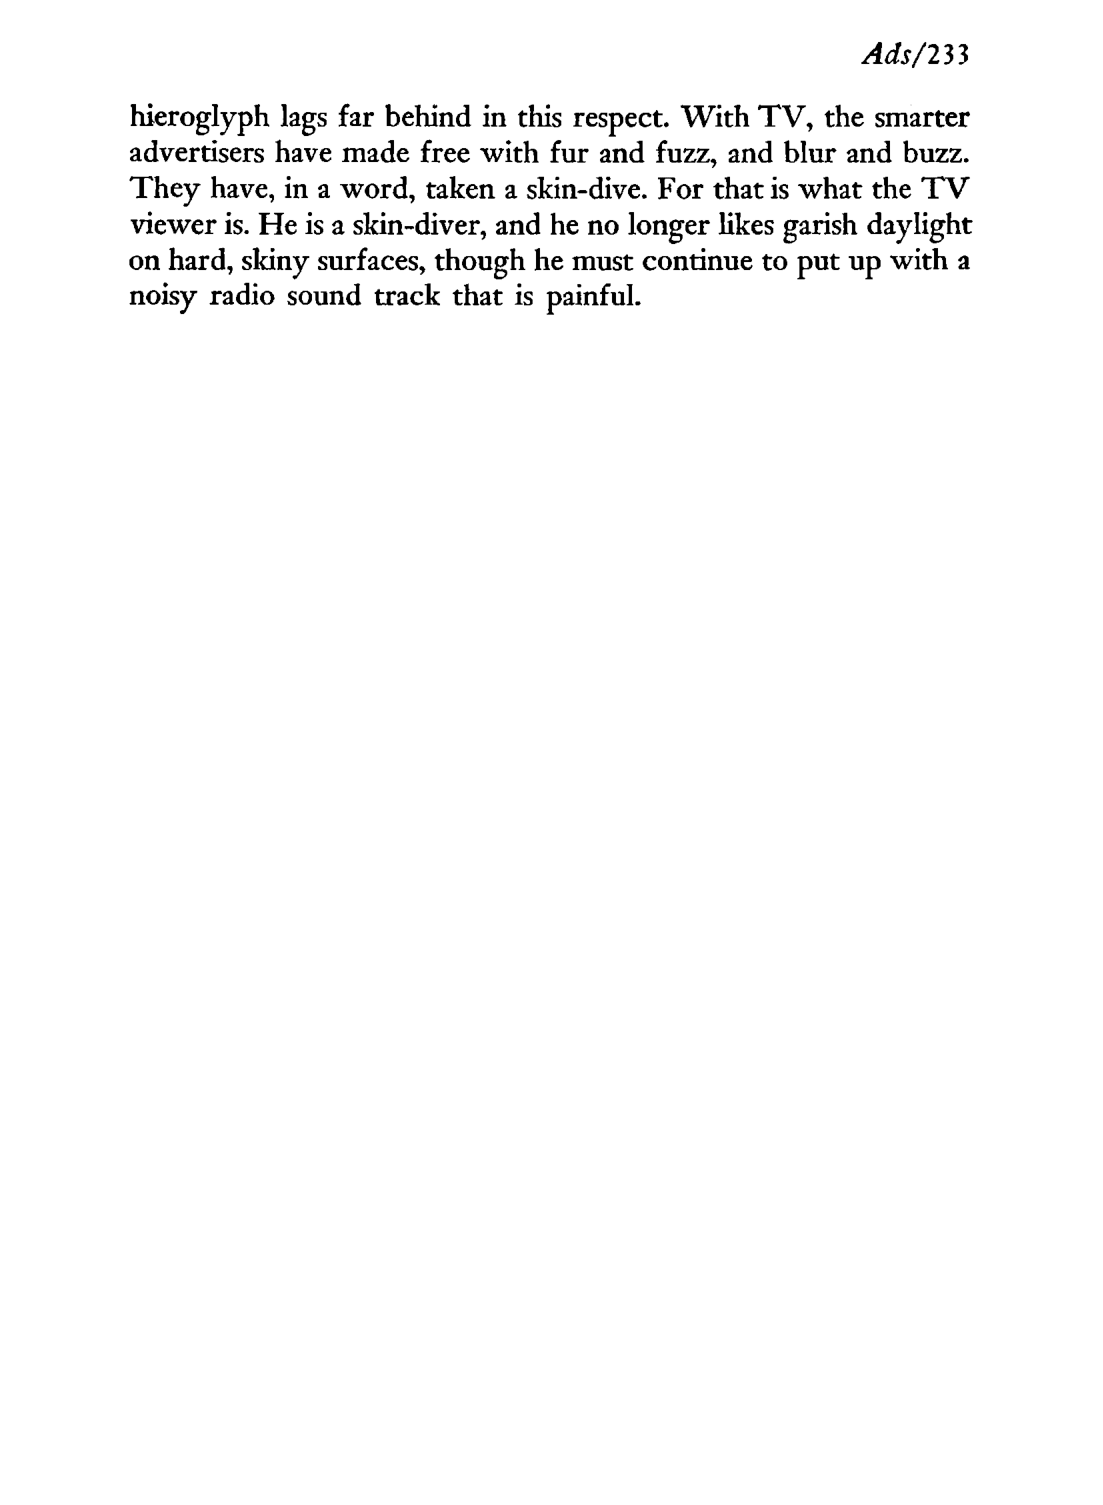 Ads/233
hieroglyph lags far behind in this respect. With TV, the smarter
advertisers have made free with fur and fuzz, and blur and buzz.
They have, in a word, taken a skin-dive. For that is what the TV
viewer is. He is a skin-diver, and he no longer likes garish daylight
on hard, skiny surfaces, though he must continue to put up with a
noisy radio sound track that is painful.